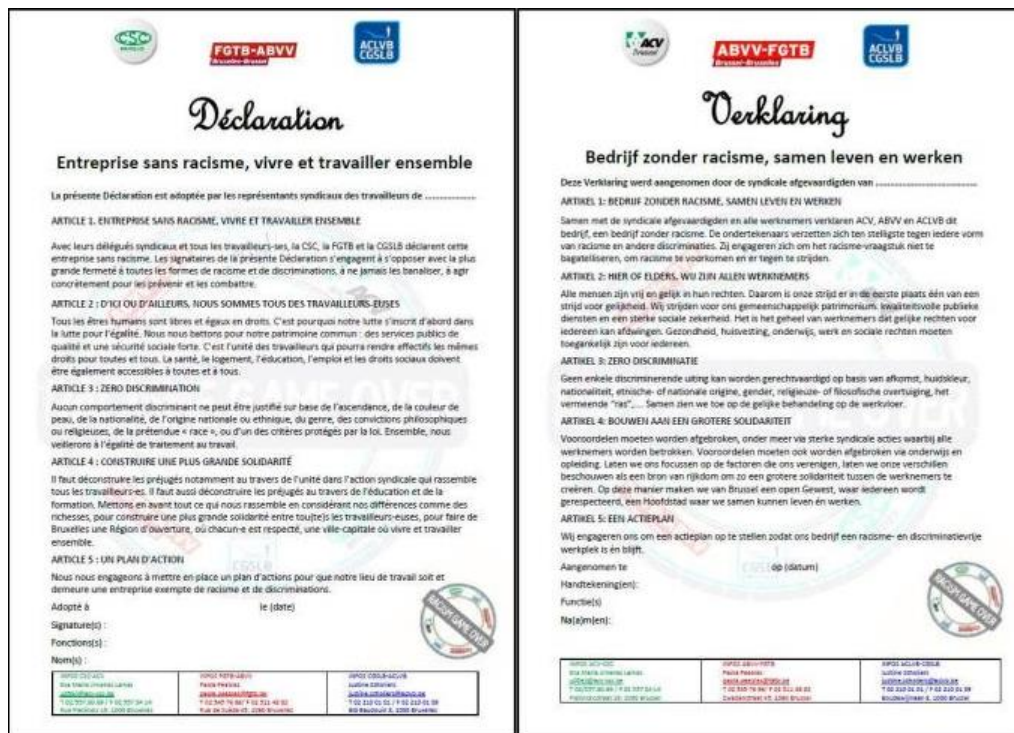 CSC
BRUXELLES
FGTB-ABVV
Bruxelles-Brussel
ACLVB
CGSLB
Déclaration
Entreprise sans racisme, vivre et travailler ensemble
La présente Déclaration est adoptée par les représentants syndicaux des travailleurs de ........................
ARTICLE 1. ENTREPRISE SANS RACISME, VIVRE ET TRAVAILLER ENSEMBLE
Avec leurs délégués syndicaux et tous les travailleurs-ses, la CSC, la FGTB et la CGSLB déclarent cette
entreprise sans racisme. Les signataires de la présente Déclaration s'engagent à s'opposer avec la plus
grande fermeté à toutes les formes de racisme et de discriminations, à ne jamais les banaliser, à agir
concrètement pour les prévenir et les combattre.
ARTICLE 2 : D'ICI OU D'AILLEURS, NOUS SOMMES TOUS DES TRAVAILLEURS-EUSES
Tous les êtres humains sont libres et égaux en droits. C'est pourquoi notre lutte s'inscrit d'abord dans
la lutte pour l'égalité. Nous nous battons pour notre patrimoine commun : des services publics de
qualité et une sécurité sociale forte. C'est l'unité des travailleurs qui pourra rendre effectifs les mêmes
droits pour toutes et tous. La santé, le logement, l'éducation, l'emploi et les droits sociaux doivent
être également accessibles à toutes et à tous.
ARTICLE 3 : ZERO DISCRIMINATION
Aucun comportement discriminant ne peut être justifié sur base de l'ascendance, de la couleur de
peau, de la nationalité, de l'origine nationale ou ethnique, du genre, des convictions philosophiques
ou religieuses, de la prétendue « race », ou d'un des critères protégés par la loi. Ensemble, nous
veillerons à l'égalité de traitement au travail.
ARTICLE 4 : CONSTRUIRE UNE PLUS GRANDE SOLIDARITÉ
Il faut déconstruire les préjugés notamment au travers de l'unité dans l'action syndicale qui rassemble
tous les travailleurs-es. Il faut aussi déconstruire les préjugés au travers de l'éducation et de la
formation. Mettons en avant tout ce qui nous rassemble en considérant nos différences comme des
richesses, pour construire une plus grande solidarité entre tou(te)s les travailleurs-euses, pour faire de
Bruxelles une Région d'ouverture, où chacun-e est respecté, une ville-capitale où vivre et travailler
ensemble.
ARTICLE 5 : UN PLAN D'ACTION
Nous nous engageons à mettre en place un plan d'actions pour que notre lieu de travail soit et
demeure une entreprise exempte de racisme et de discriminations.
Adopté à le (date)
Signature(s) :
Fonctions(s) :
Nom(s) :
RACISM GAME OVER
INFOS CSC-ACV
INFOS FGTB-ABVV
INFOS CGSLB-ACLVB
ACV
Brussel
ABVV-FGTB
Brussel-Bruxelles
ACLVB
CGSLB
Verklaring
Bedrijf zonder racisme, samen leven en werken
Deze Verklaring werd aangenomen door de syndicale afgevaardigden van ........................
ARTIKEL 1: BEDRIJF ZONDER RACISME, SAMEN LEVEN EN WERKEN
Samen met de syndicale afgevaardigden en alle werknemers verklaren ACV, ABVV en ACLVB dit
bedrijf, een bedrijf zonder racisme. De ondertekenaars verzetten zich ten stelligste tegen iedere vorm
van racisme en andere discriminaties. Zij engageren zich om het racisme-vraagstuk niet te
bagatelliseren, om racisme te voorkomen en er tegen te strijden.
ARTIKEL 2: HIER OF ELDERS, WIJ ZIJN ALLEN WERKNEMERS
Alle mensen zijn vrij en gelijk in hun rechten. Daarom is onze strijd er in de eerste plaats één van een
strijd voor gelijkheid. Wij strijden voor ons gemeenschappelijk patrimonium, kwaliteitsvolle publieke
diensten en een sterke sociale zekerheid. Het is het geheel van werknemers dat gelijke rechten voor
iedereen kan afdwingen. Gezondheid, huisvesting, onderwijs, werk en sociale rechten moeten
toegankelijk zijn voor iedereen.
ARTIKEL 3: ZERO DISCRIMINATIE
Geen enkele discriminerende uiting kan worden gerechtvaardigd op basis van afkomst, huidskleur,
nationaliteit, etnische- of nationale origine, gender, religieuze- of filosofische overtuiging, het
vermeende "ras",.... Samen zien we toe op de gelijke behandeling op de werkvloer.
ARTIKEL 4: BOUWEN AAN EEN GROTERE SOLIDARITEIT
Vooroordelen moeten worden afgebroken, onder meer via sterke syndicale acties waarbij alle
werknemers worden betrokken. Vooroordelen moeten ook worden afgebroken via onderwijs en
opleiding. Laten we ons focussen op de factoren die ons verenigen, laten we onze verschillen
beschouwen als een bron van rijkdom om zo een grotere solidariteit tussen de werknemers te
creëren. Op deze manier maken we van Brussel een open Gewest, waar iedereen wordt
gerespecteerd, een Hoofdstad waar we samen kunnen leven én werken.
ARTIKEL 5: EEN ACTIEPLAN
Wij engageren ons om een actieplan op te stellen zodat ons bedrijf een racisme- en discriminatievrije
werkplek is én blijft.
Aangenomen te op (datum)
Handtekening(en):
Functie(s)
Na(a)m(en):
RACISM GAME OVER
INFOS ACV-CSC
INFOS ABVV-FGTB
INFOS ACLVB-CGSLB